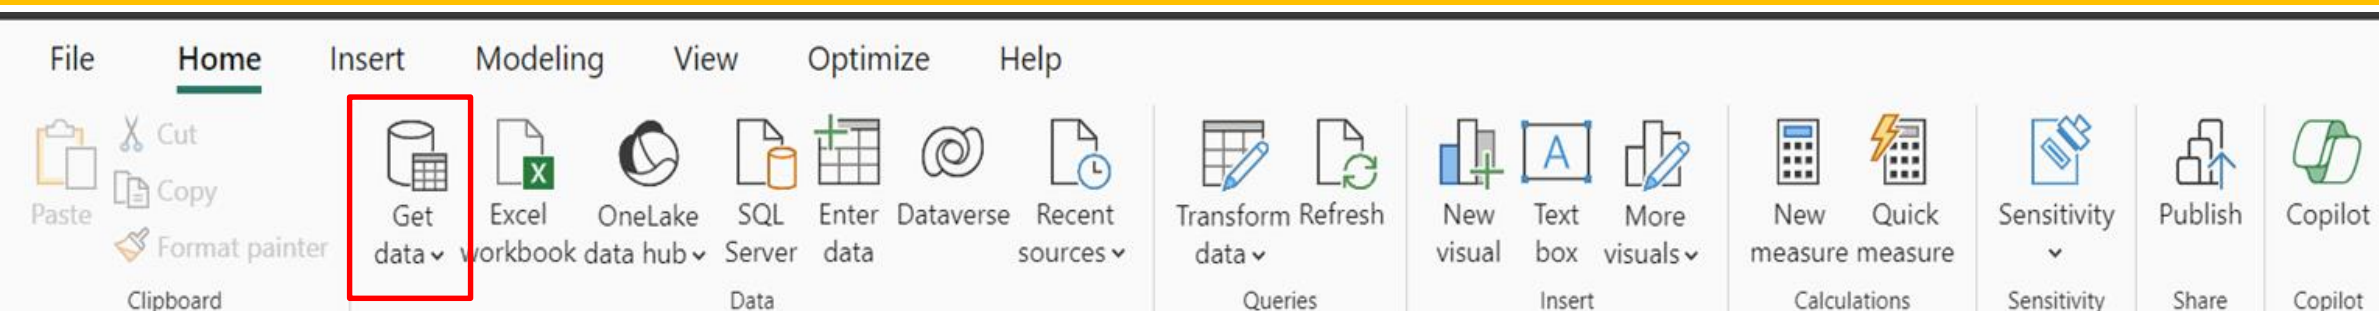 File Home Insert Modeling View Optimize Help
Paste
Cut
Copy
Format painter
Clipboard
Get
data
Excel
workbook
OneLake
data hub
SQL
Server
Enter
data
Dataverse
Recent
sources
Data
Transform
data
Refresh
Queries
New
visual
A
Text
box
More
visuals
Insert
New
measure
Quick
measure
Calculations
Sensitivity
Sensitivity
Publish
Share
Copilot
Copilot